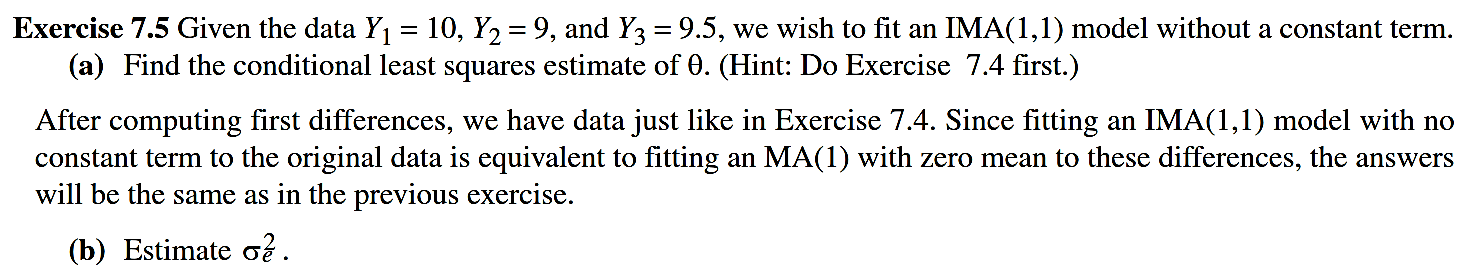 Exercise 7.5 Given the data Y₁ = 10, Y₂ = 9, and Y₃ = 9.5, we wish to fit an IMA(1,1) model without a constant term.
(a) Find the conditional least squares estimate of θ. (Hint: Do Exercise 7.4 first.)
After computing first differences, we have data just like in Exercise 7.4. Since fitting an IMA(1,1) model with no
constant term to the original data is equivalent to fitting an MA(1) with zero mean to these differences, the answers
will be the same as in the previous exercise.
(b) Estimate σₑ².